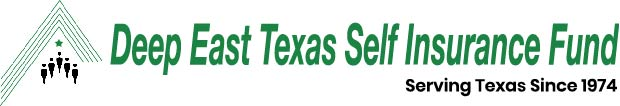 Deep East Texas Self Insurance Fund
Serving Texas Since 1974